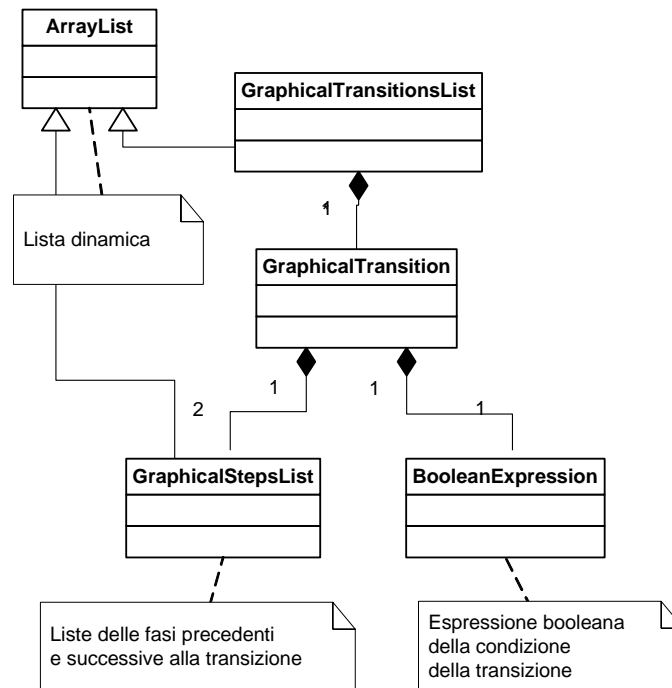 ArrayList
GraphicalTransitionsList
1
Lista dinamica
GraphicalTransition
1
1
2
1
GraphicalStepsList
BooleanExpression
Liste delle fasi precedenti
e successive alla transizione
Espressione booleana
della condizione
della transizione